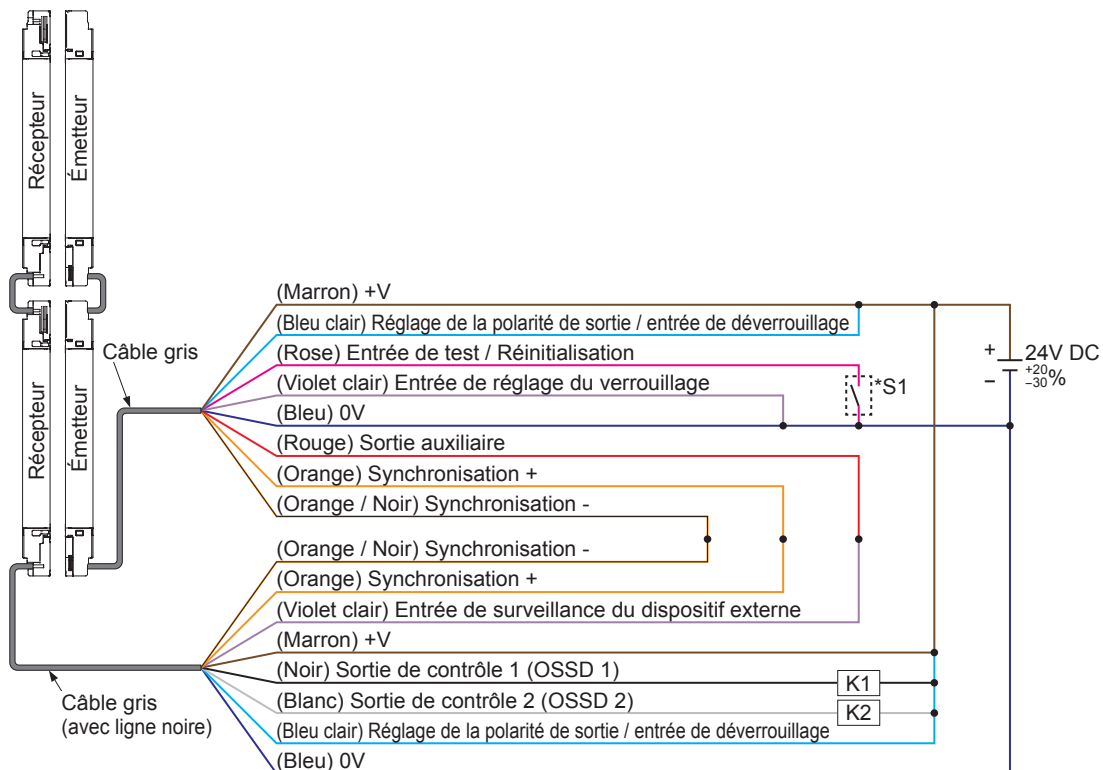 Récepteur
Émetteur
Récepteur
Émetteur
Câble gris
(Marron) +V
(Bleu clair) Réglage de la polarité de sortie / entrée de déverrouillage
(Rose) Entrée de test / Réinitialisation
(Violet clair) Entrée de réglage du verrouillage
(Bleu) 0V
(Rouge) Sortie auxiliaire
(Orange) Synchronisation +
(Orange / Noir) Synchronisation -
*S1
+
24V DC
+20
-30 %
−
(Orange / Noir) Synchronisation -
(Orange) Synchronisation +
(Violet clair) Entrée de surveillance du dispositif externe
(Marron) +V
(Noir) Sortie de contrôle 1 (OSSD 1)
K1
(Blanc) Sortie de contrôle 2 (OSSD 2)
K2
(Bleu clair) Réglage de la polarité de sortie / entrée de déverrouillage
(Bleu) 0V
Câble gris
(avec ligne noire)